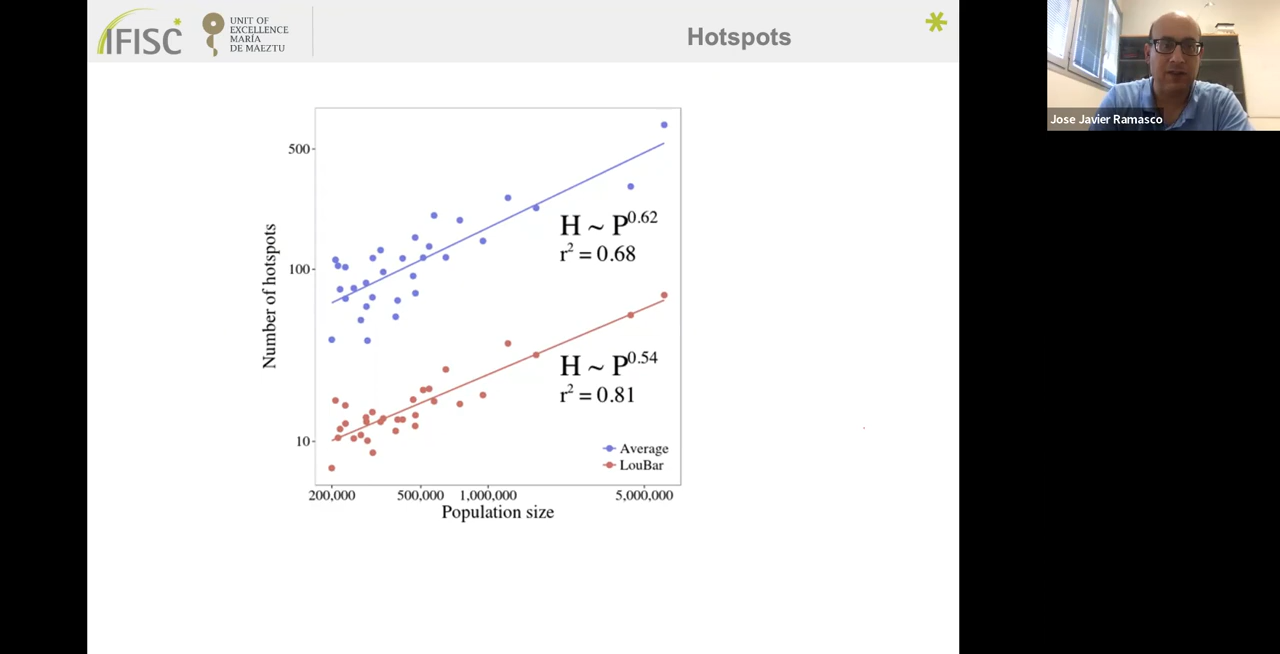 IFISC
UNIT OF
EXCELLENCE
MARÍA
DE MAEZTU
Hotspots
Jose Javier Ramasco
Number of hotspots
500
100
10
H ~ P^0.62
r² = 0.68
H ~ P^0.54
r² = 0.81
Average
LouBar
200,000 500,000 1,000,000 5,000,000
Population size